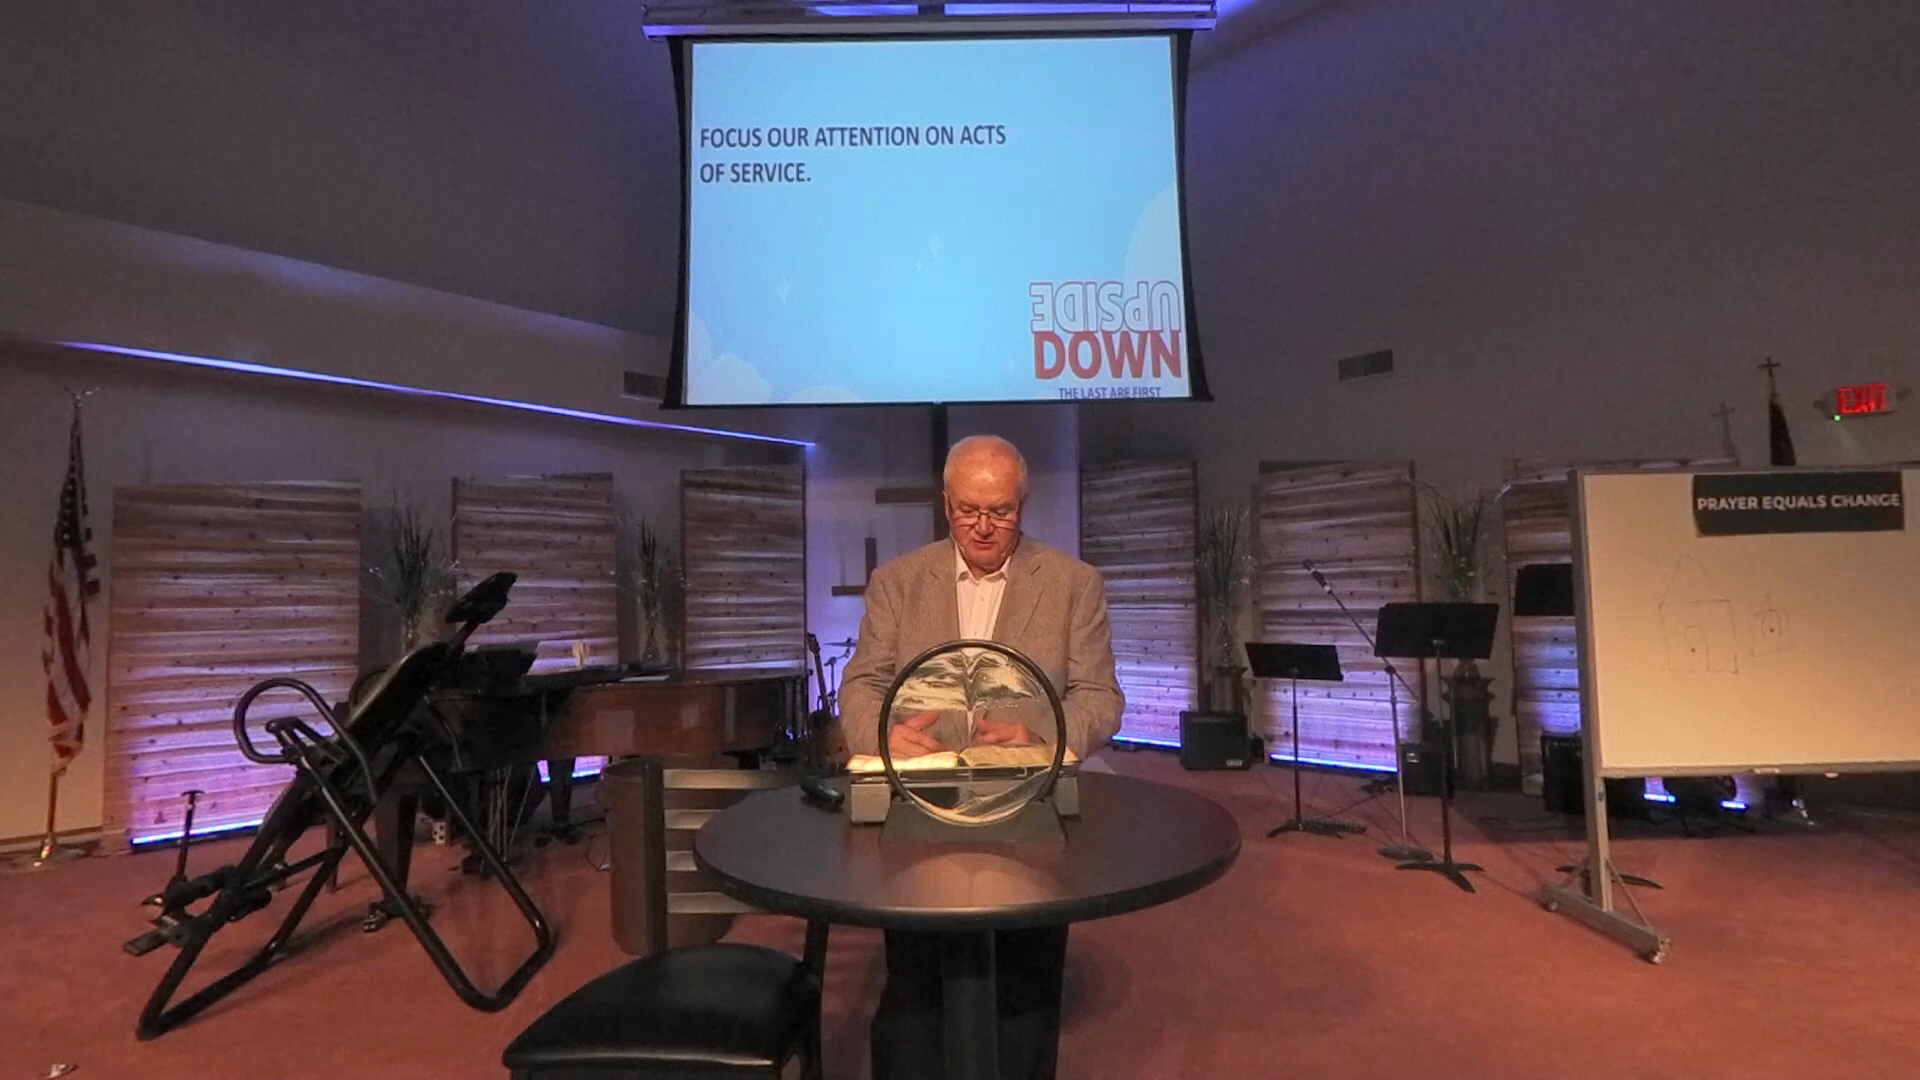 FOCUS OUR ATTENTION ON ACTS
OF SERVICE.
UPSIDE
DOWN
THE LAST ARE FIRST
EXIT
PRAYER EQUALS CHANGE